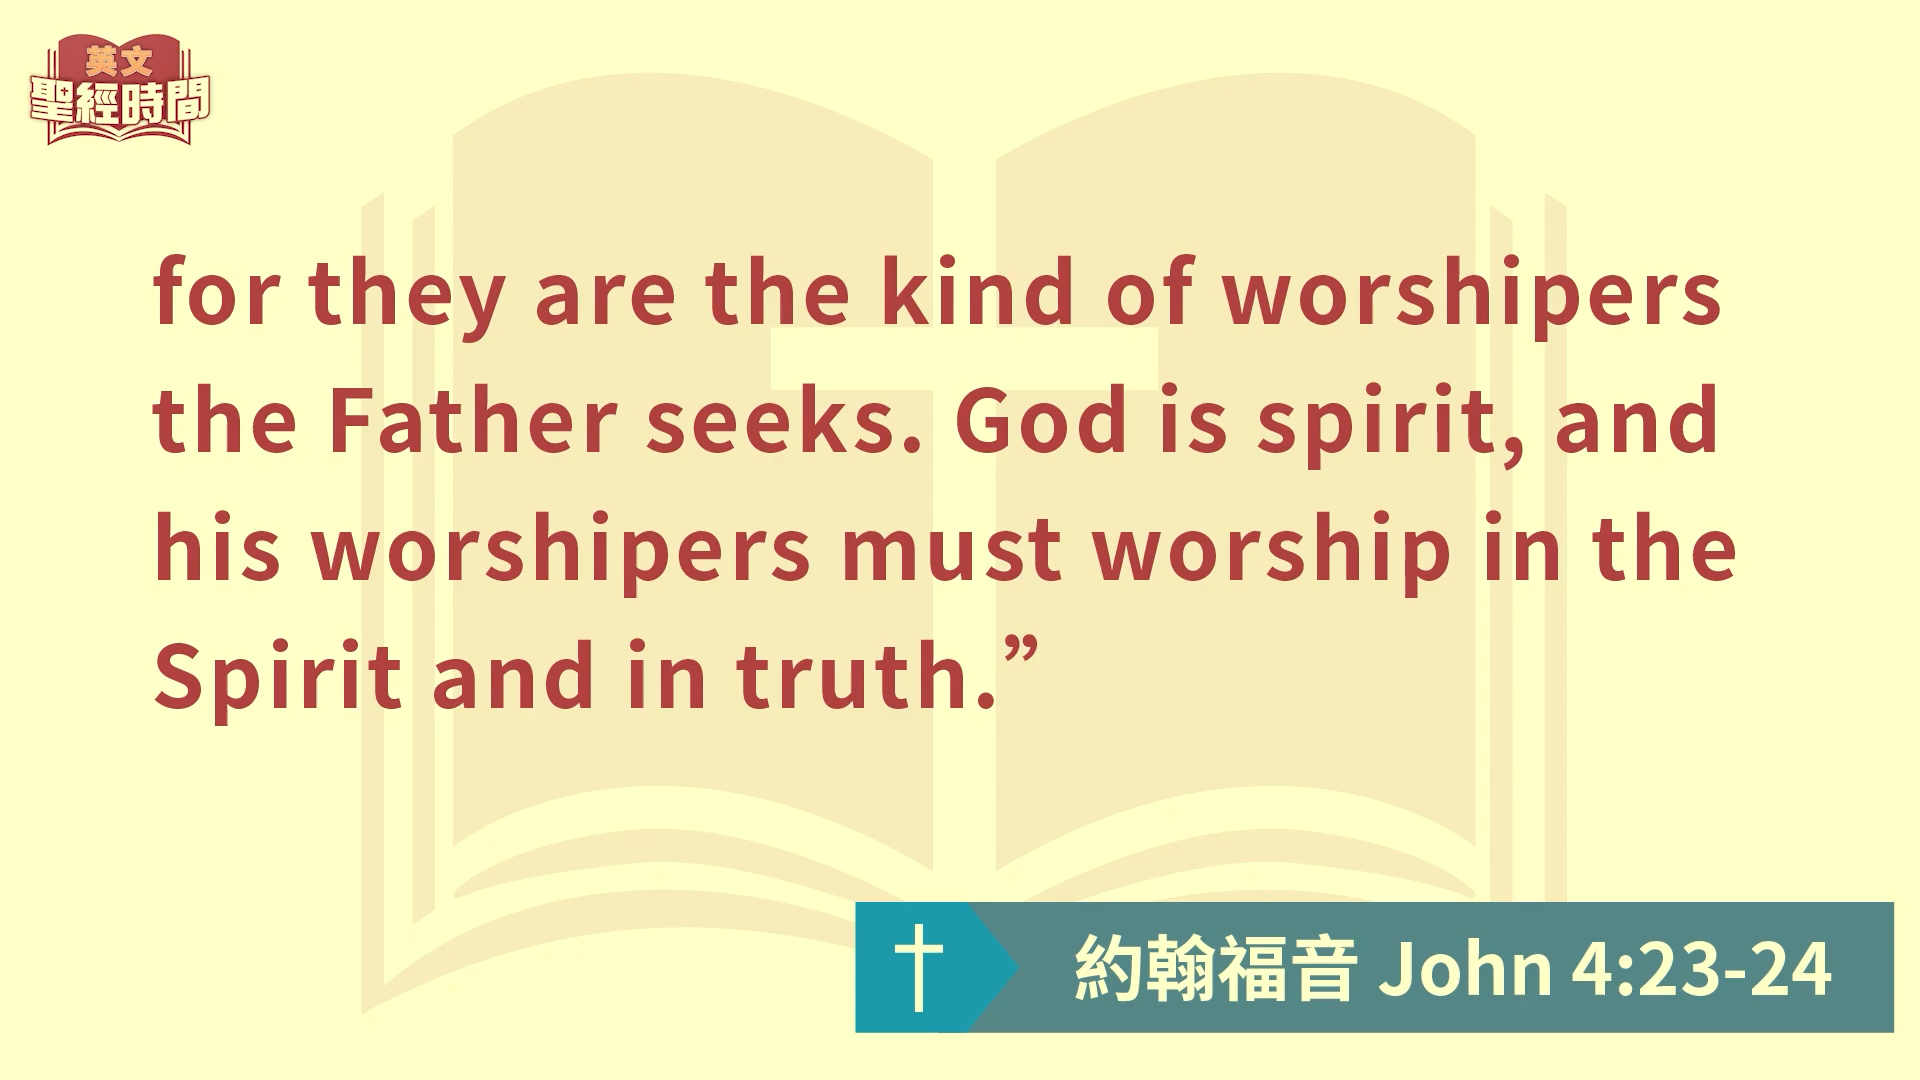 英文
聖經時間
for they are the kind of worshipers
the Father seeks. God is spirit, and
his worshipers must worship in the
Spirit and in truth.”
約翰福音 John 4:23-24